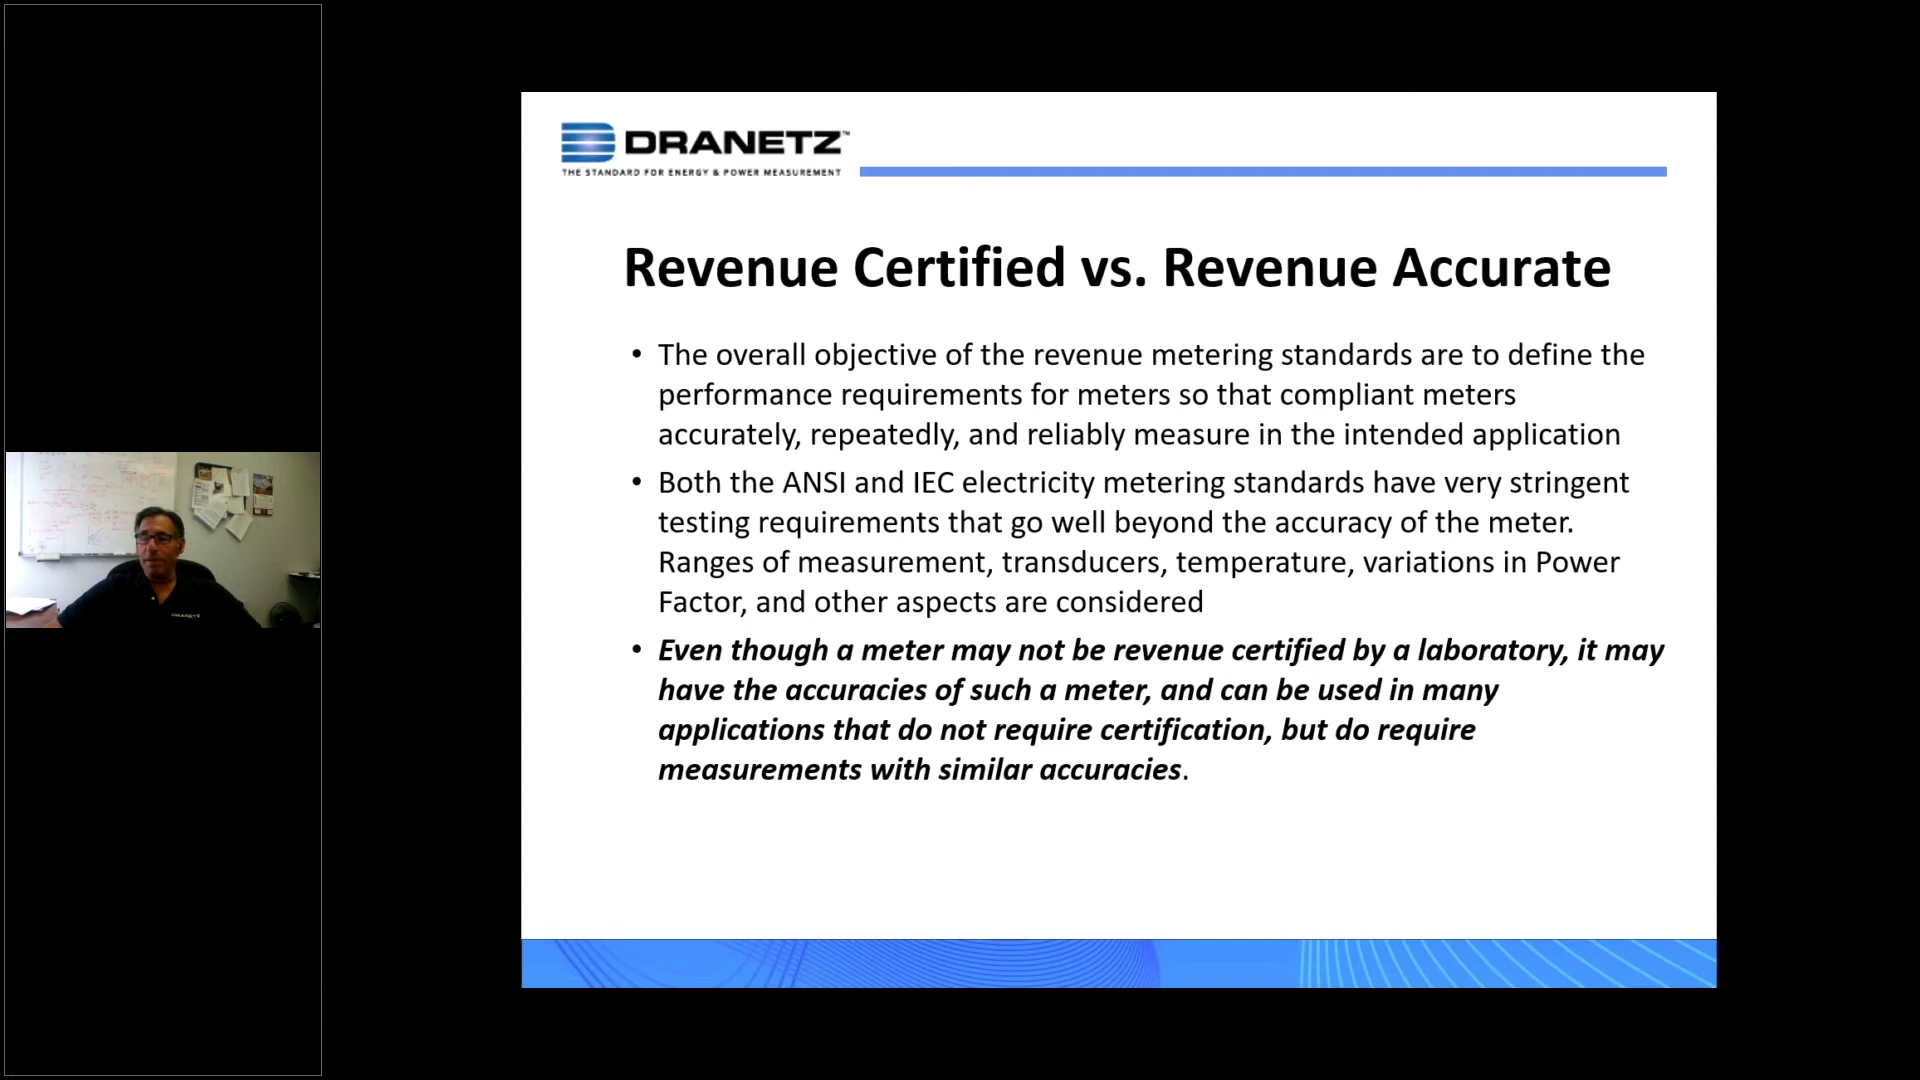 DRANETZ™
THE STANDARD FOR ENERGY & POWER MEASUREMENT
Revenue Certified vs. Revenue Accurate
• The overall objective of the revenue metering standards are to define the
performance requirements for meters so that compliant meters
accurately, repeatedly, and reliably measure in the intended application
• Both the ANSI and IEC electricity metering standards have very stringent
testing requirements that go well beyond the accuracy of the meter.
Ranges of measurement, transducers, temperature, variations in Power
Factor, and other aspects are considered
• Even though a meter may not be revenue certified by a laboratory, it may
have the accuracies of such a meter, and can be used in many
applications that do not require certification, but do require
measurements with similar accuracies.
DRANETZ